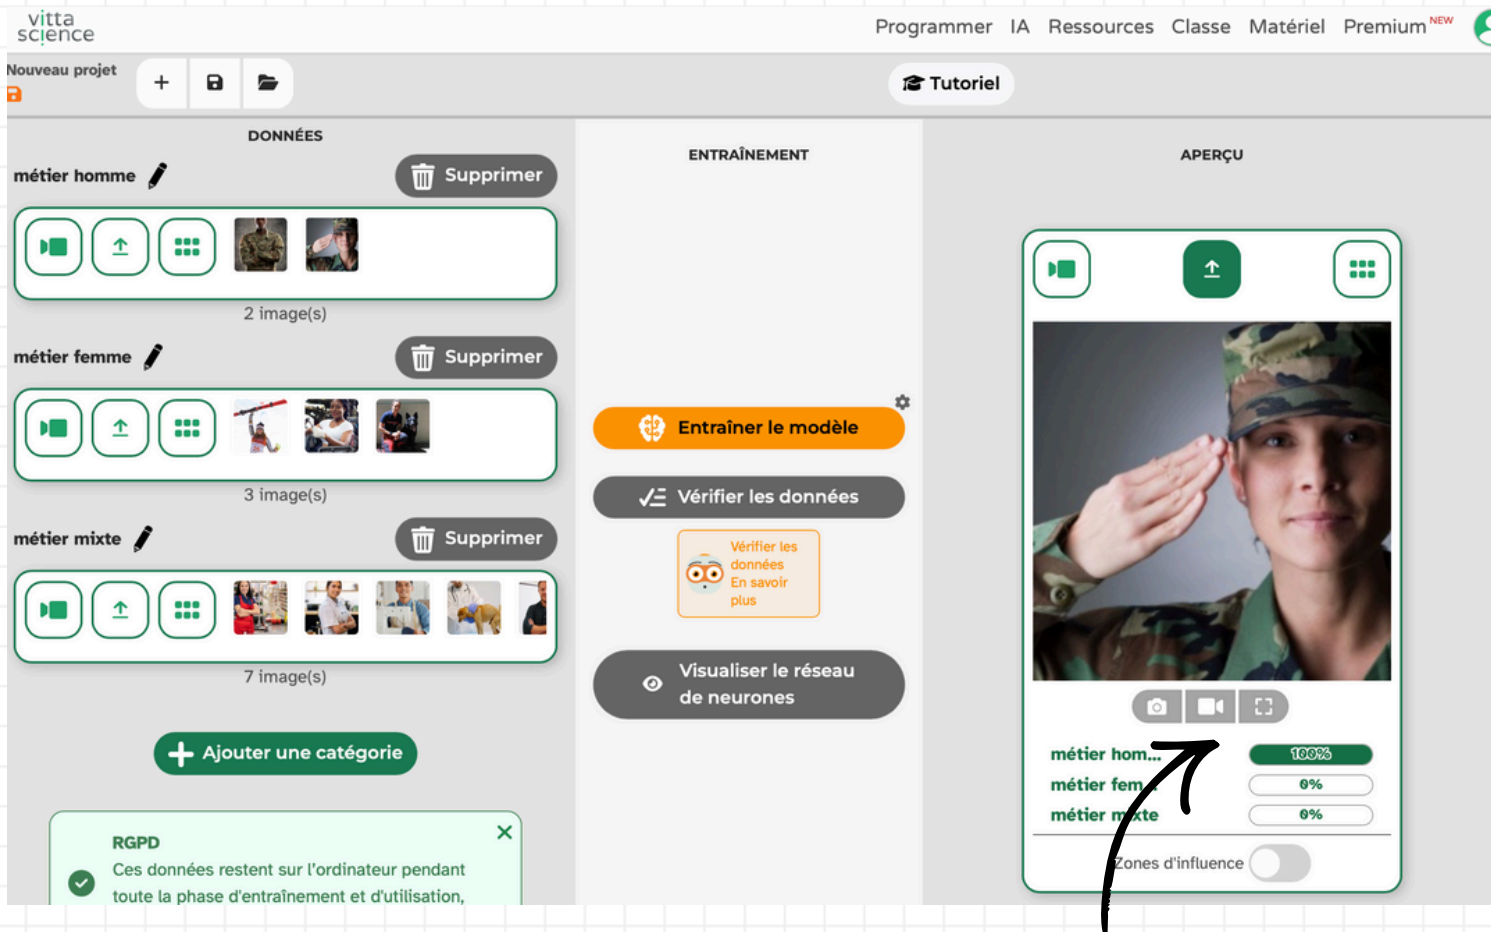 vitta
science
Programmer IA Ressources Classe Matériel Premium NEW
Nouveau projet
Tutoriel
DONNÉES
métier homme
Supprimer
2 image(s)
métier femme
Supprimer
3 image(s)
métier mixte
Supprimer
7 image(s)
Ajouter une catégorie
RGPD
Ces données restent sur l'ordinateur pendant
toute la phase d'entraînement et d'utilisation,
ENTRAÎNEMENT
Entraîner le modèle
Vérifier les données
Vérifier les
données
En savoir
plus
Visualiser le réseau
de neurones
APERÇU
métier hom... 100%
métier fem... 0%
métier mixte 0%
Zones d'influence